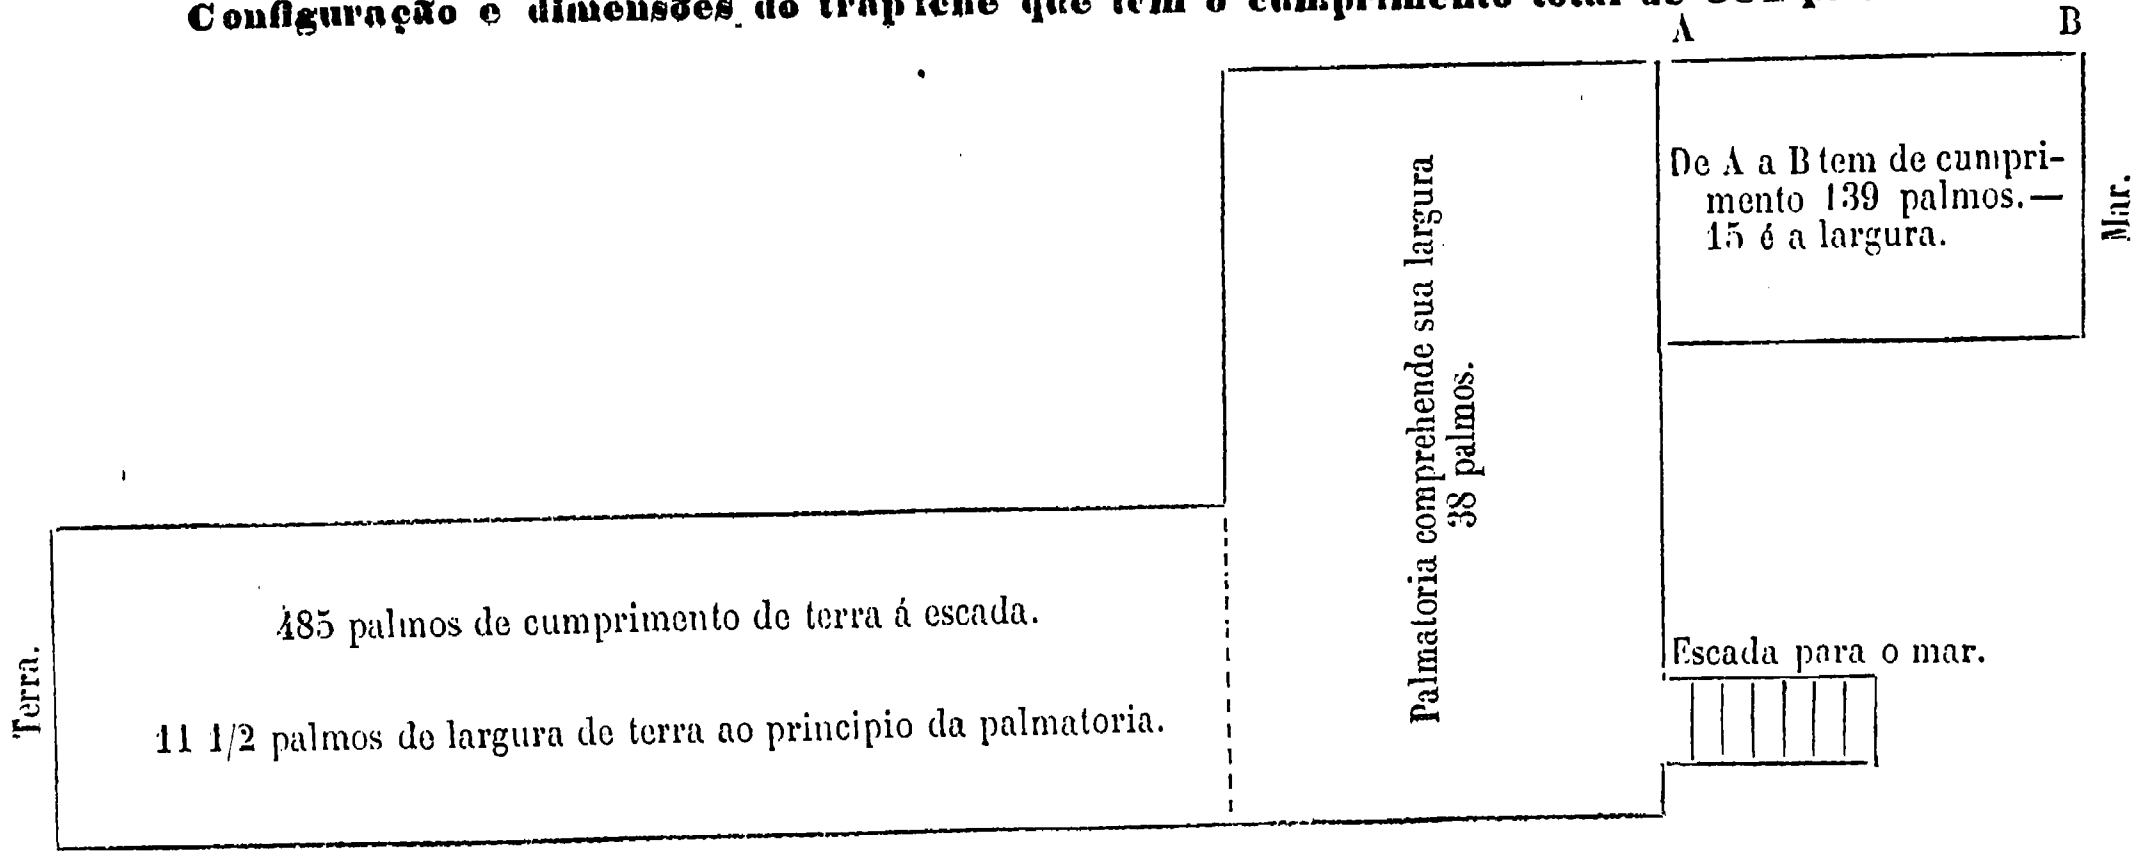 Configuração e dimensões do trapiche que tem o cumprimento total de
A
B
De A a B tem de cumpri-
mento 139 palmos.—
15 é a largura.
Mar.
Palmatoria comprehende sua largura
38 palmos.
Escada para o mar.
Terra.
485 palmos de cumprimento de terra á escada.
11 1/2 palmos de largura de terra ao principio da palmatoria.